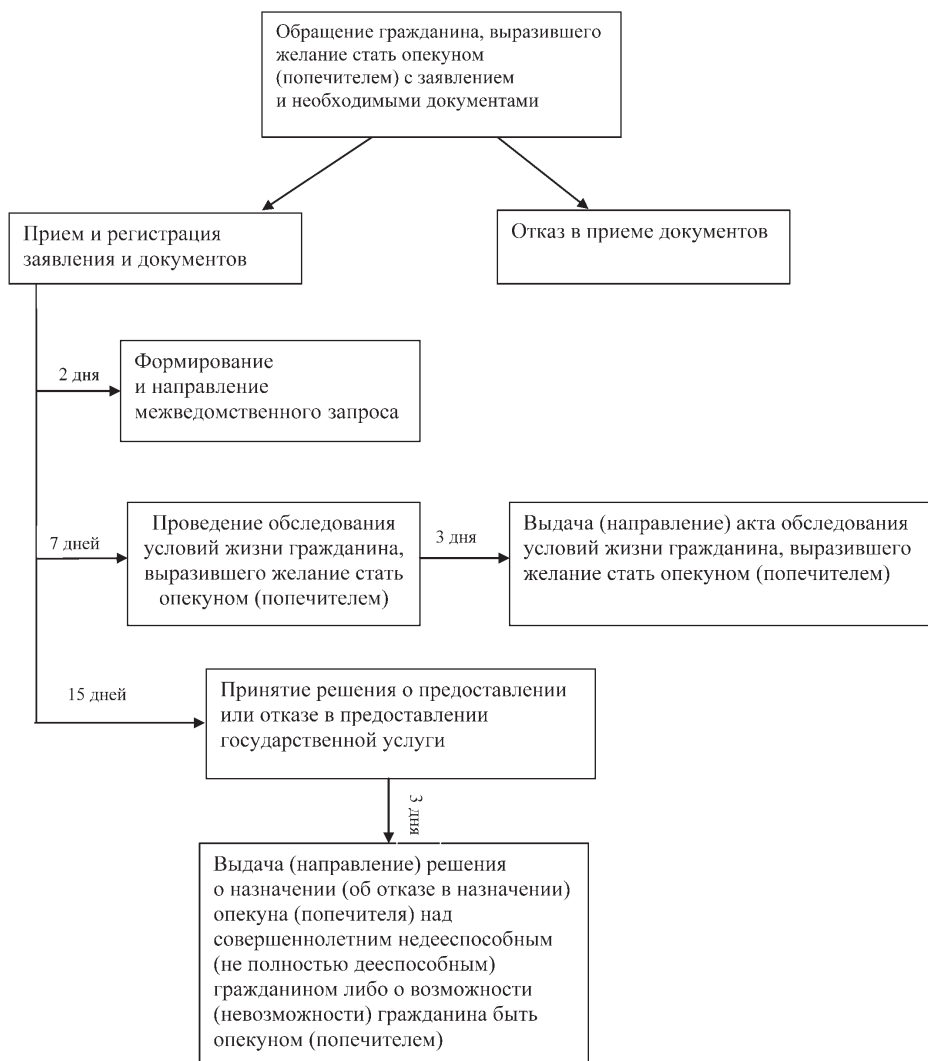 Обращение гражданина, выразившего
желание стать опекуном
(попечителем) с заявлением
и необходимыми документами
Прием и регистрация
заявления и документов
Отказ в приеме документов
2 дня
Формирование
и направление
межведомственного запроса
7 дней
Проведение обследования
условий жизни гражданина,
выразившего желание стать
опекуном (попечителем)
3 дня
Выдача (направление) акта обследования
условий жизни гражданина, выразившего
желание стать опекуном (попечителем)
15 дней
Принятие решения о предоставлении
или отказе в предоставлении
государственной услуги
3 дня
Выдача (направление) решения
о назначении (об отказе в назначении)
опекуна (попечителя) над
совершеннолетним недееспособным
(не полностью дееспособным)
гражданином либо о возможности
(невозможности) гражданина быть
опекуном (попечителем)